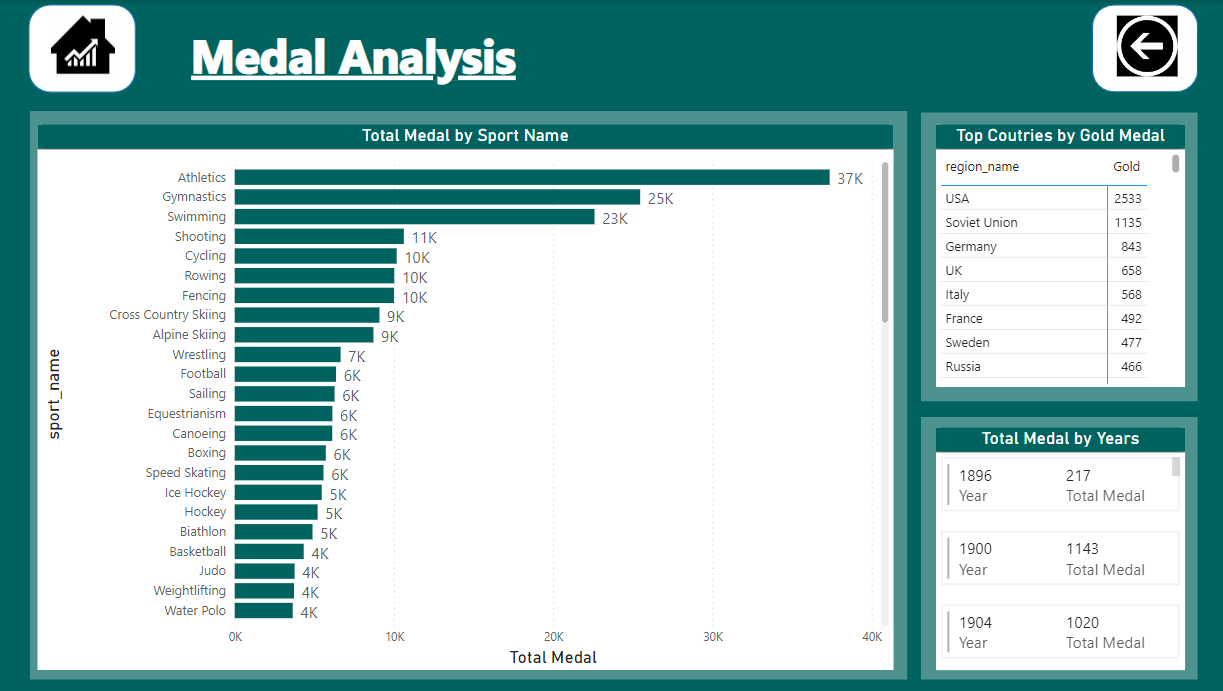 Medal Analysis
Total Medal by Sport Name
sport_name
Athletics 37K
Gymnastics 25K
Swimming 23K
Shooting 11K
Cycling 10K
Rowing 10K
Fencing 10K
Cross Country Skiing 9K
Alpine Skiing 9K
Wrestling 7K
Football 6K
Sailing 6K
Equestrianism 6K
Canoeing 6K
Boxing 6K
Speed Skating 6K
Ice Hockey 5K
Hockey 5K
Biathlon 5K
Basketball 4K
Judo 4K
Weightlifting 4K
Water Polo 4K
0K 10K 20K 30K 40K
Total Medal
Top Coutries by Gold Medal
region_name Gold
USA 2533
Soviet Union 1135
Germany 843
UK 658
Italy 568
France 492
Sweden 477
Russia 466
Total Medal by Years
1896 217
Year Total Medal
1900 1143
Year Total Medal
1904 1020
Year Total Medal